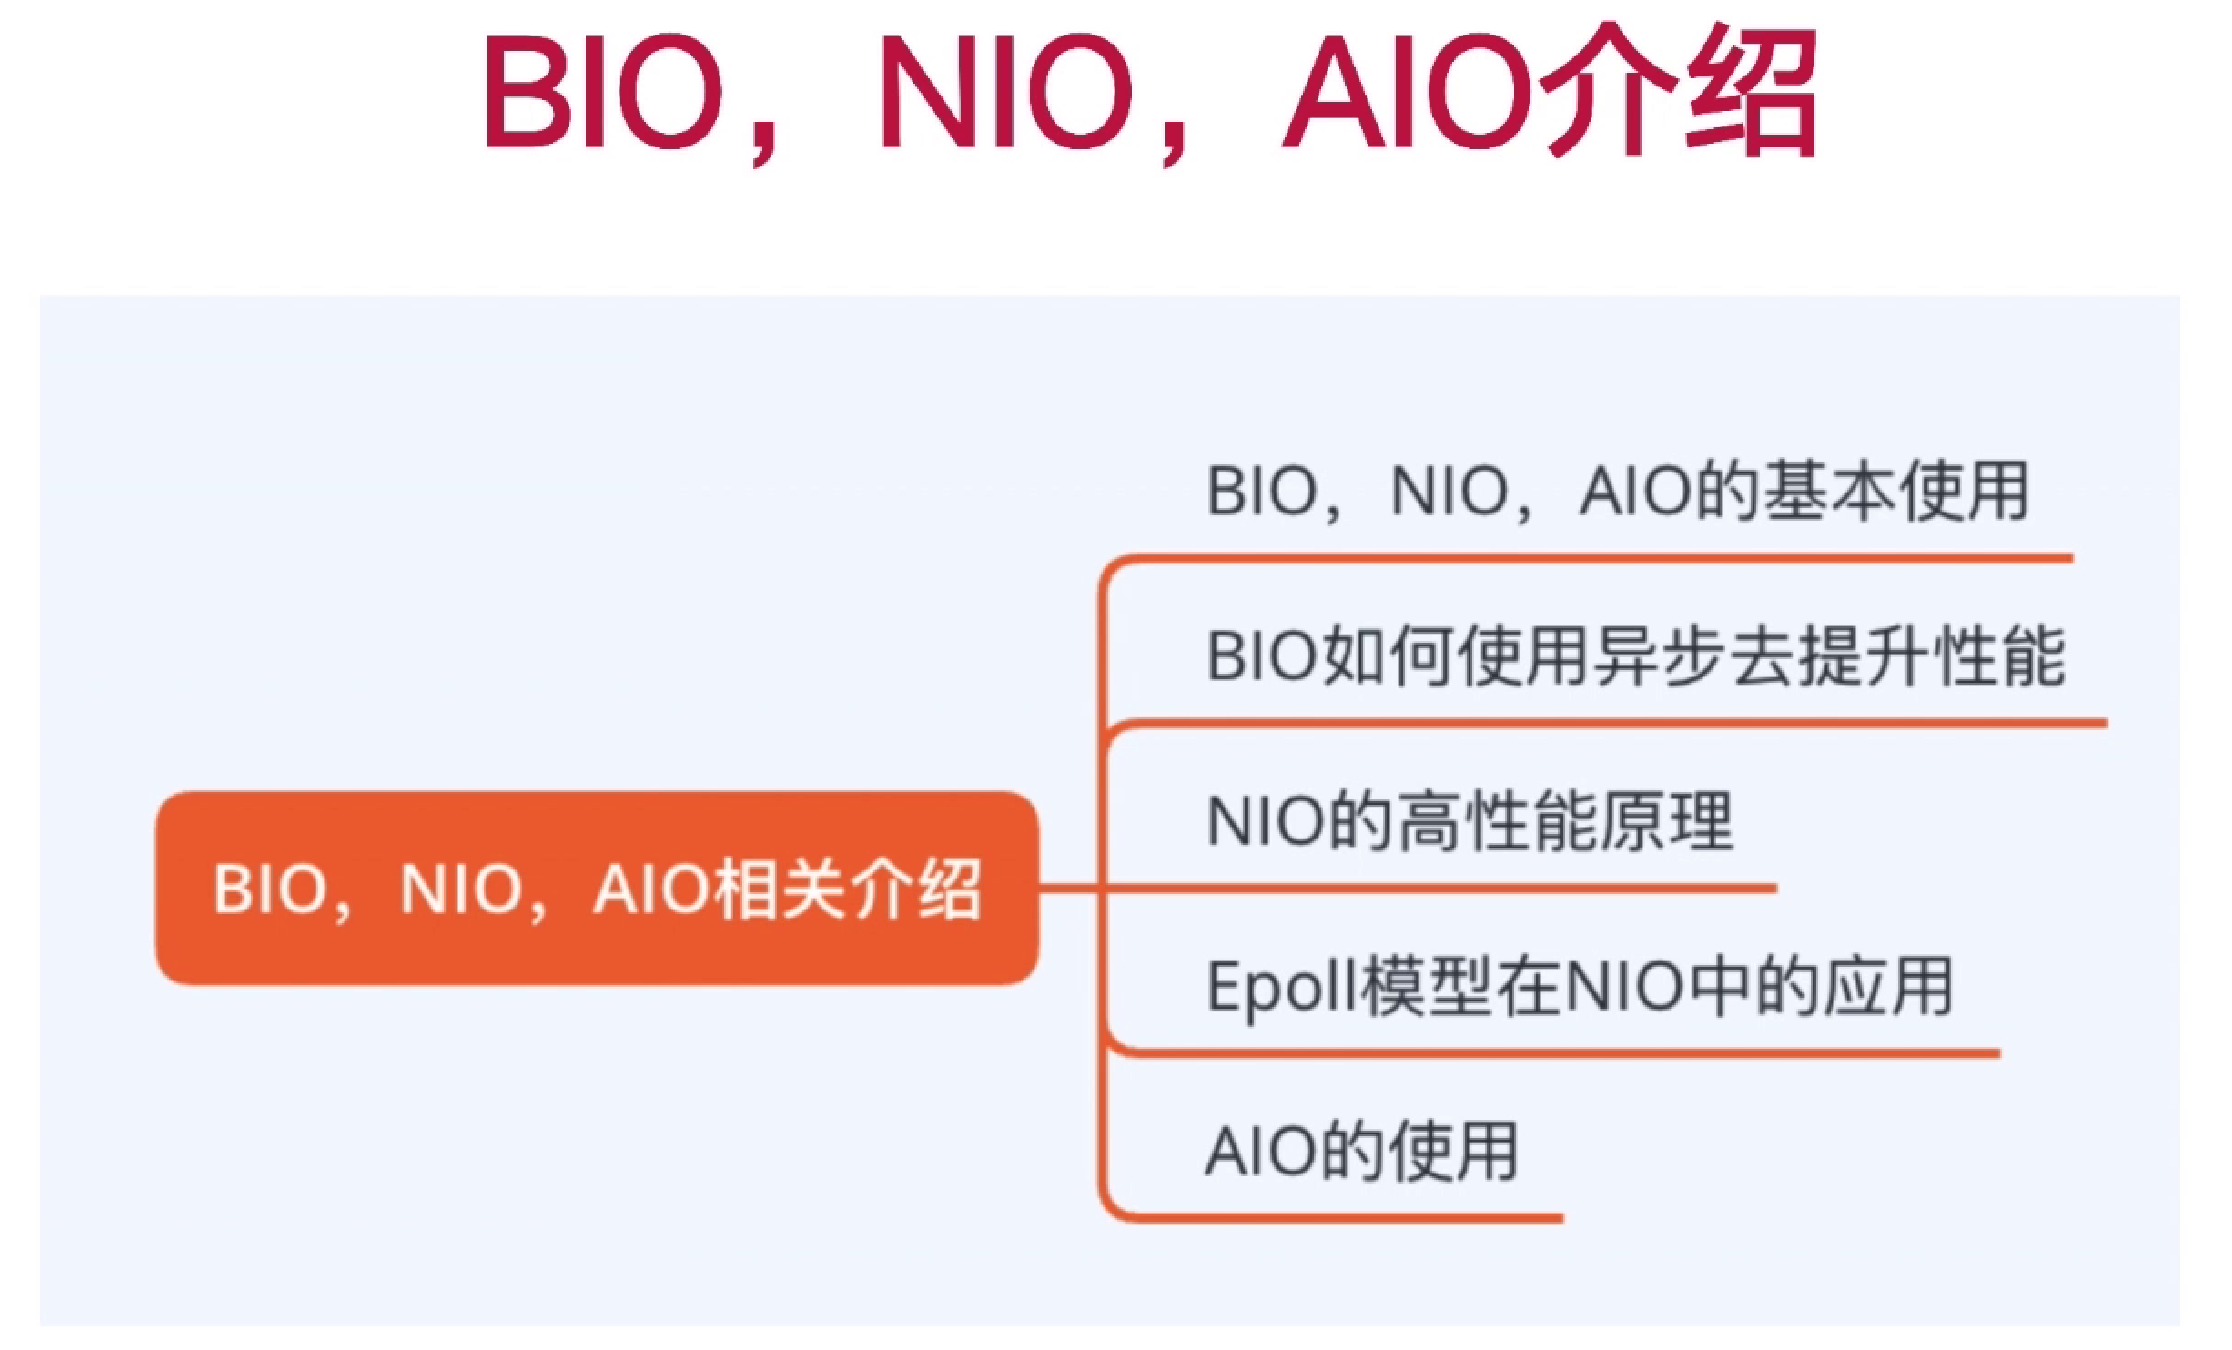 BIO，NIO，AIO介绍
BIO，NIO，AIO相关介绍
BIO，NIO，AIO的基本使用
BIO如何使用异步去提升性能
NIO的高性能原理
Epoll模型在NIO中的应用
AIO的使用